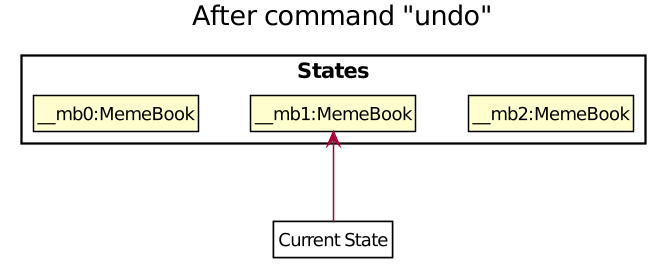 After command "undo"
States
__mb0:MemeBook
__mb1:MemeBook
__mb2:MemeBook
Current State